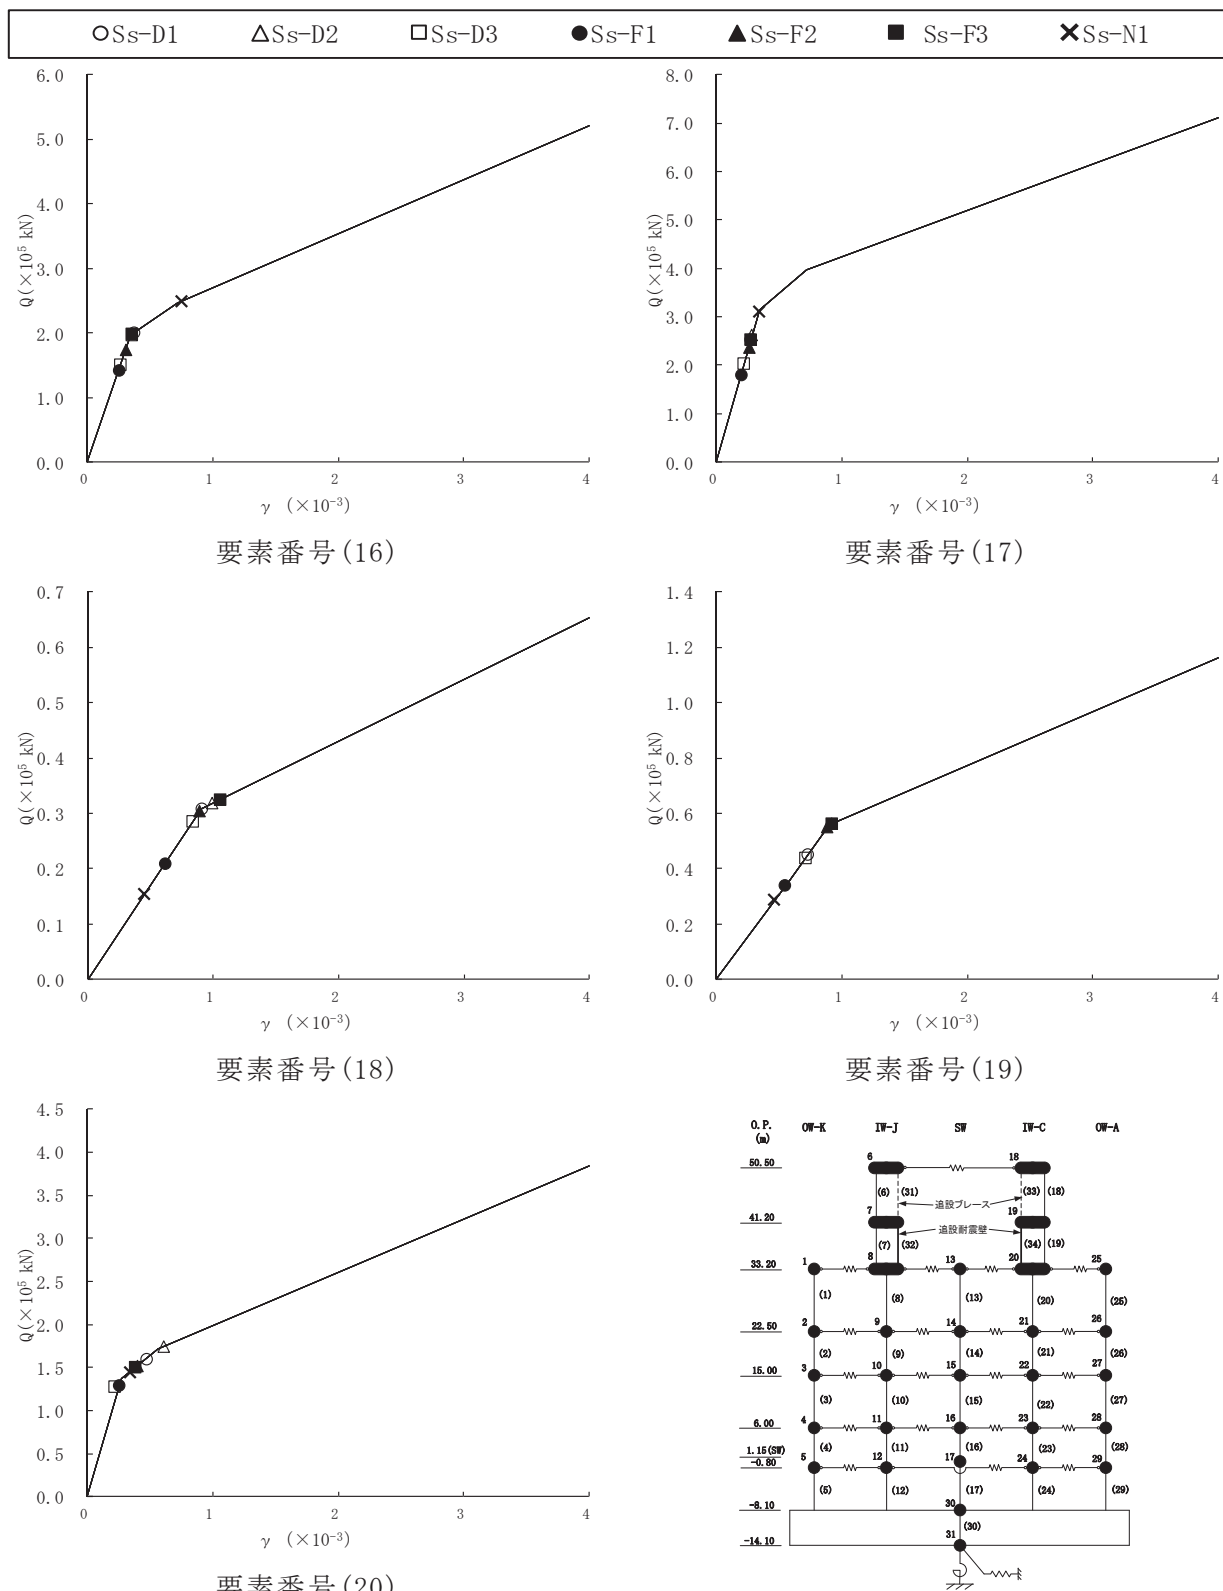 ○Ss-D1 △Ss-D2 □Ss-D3 ●Ss-F1 ▲Ss-F2 ■ Ss-F3 ×Ss-N1
6.0
5.0
4.0
3.0
2.0
1.0
0.0
Q(×10⁵ kN)
0 1 2 3 4
γ (×10⁻³)
要素番号(16)
8.0
7.0
6.0
5.0
4.0
3.0
2.0
1.0
0.0
Q(×10⁵ kN)
0 1 2 3 4
γ (×10⁻³)
要素番号(17)
0.7
0.6
0.5
0.4
0.3
0.2
0.1
0.0
Q(×10⁵ kN)
0 1 2 3 4
γ (×10⁻³)
要素番号(18)
1.4
1.2
1.0
0.8
0.6
0.4
0.2
0.0
Q(×10⁵ kN)
0 1 2 3 4
γ (×10⁻³)
要素番号(19)
4.5
4.0
3.5
3.0
2.5
2.0
1.5
1.0
0.5
0.0
Q(×10⁵ kN)
0 1 2 3 4
γ (×10⁻³)
要素番号(20)
O.P. OW-K IW-J SW IW-C OW-A
(m)
50.50 6 18
(6) (31) (33) (18)
追設ブレース
41.20 7 19
追設耐震壁
(7) (32) (34) (19)
33.20 1 8 13 20 25
(1) (8) (13) (20) (25)
22.50 2 9 14 21 26
(2) (9) (14) (21) (26)
15.00 3 10 15 22 27
(3) (10) (15) (22) (27)
6.00 4 11 16 23 28
(4) (11) (16) (23) (28)
1.15(SW) 17
-0.80 5 12 24 29
(5) (12) (17) (24) (29)
-8.10 30
(30)
-14.10 31